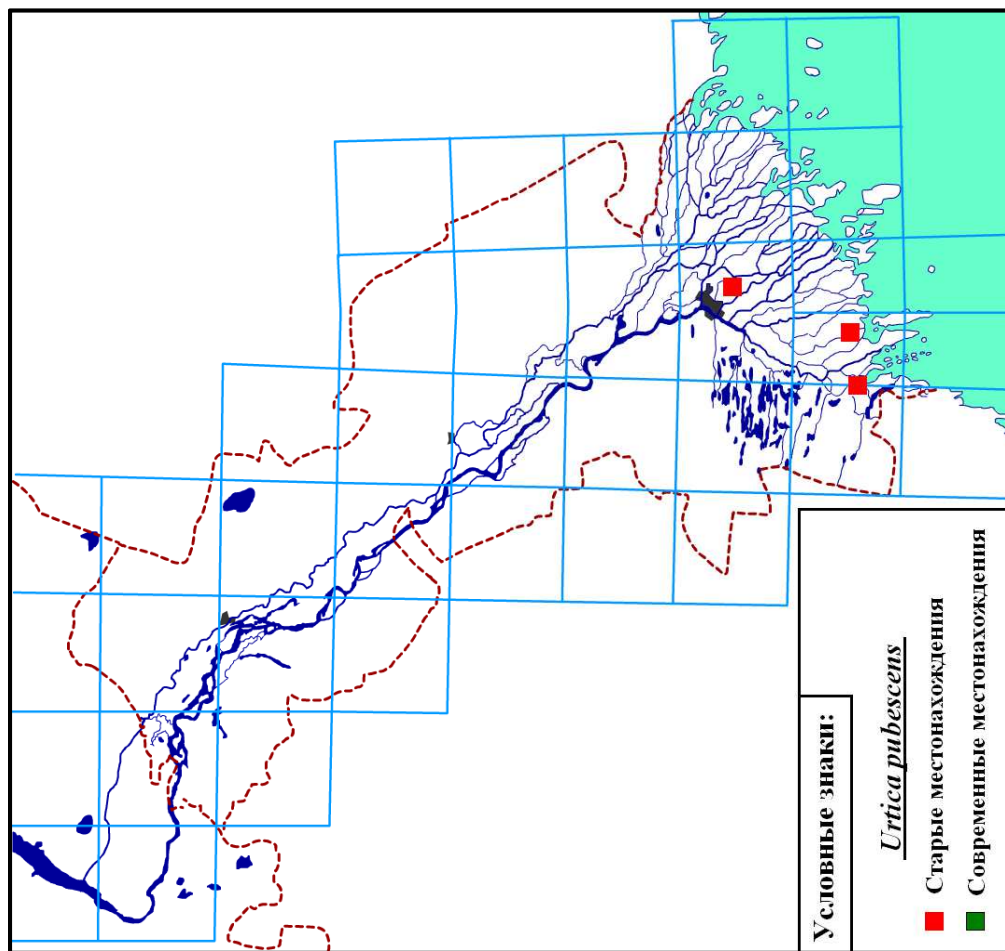 Условные знаки:
Urtica pubescens
Старые местонахождения
Современные местонахождения